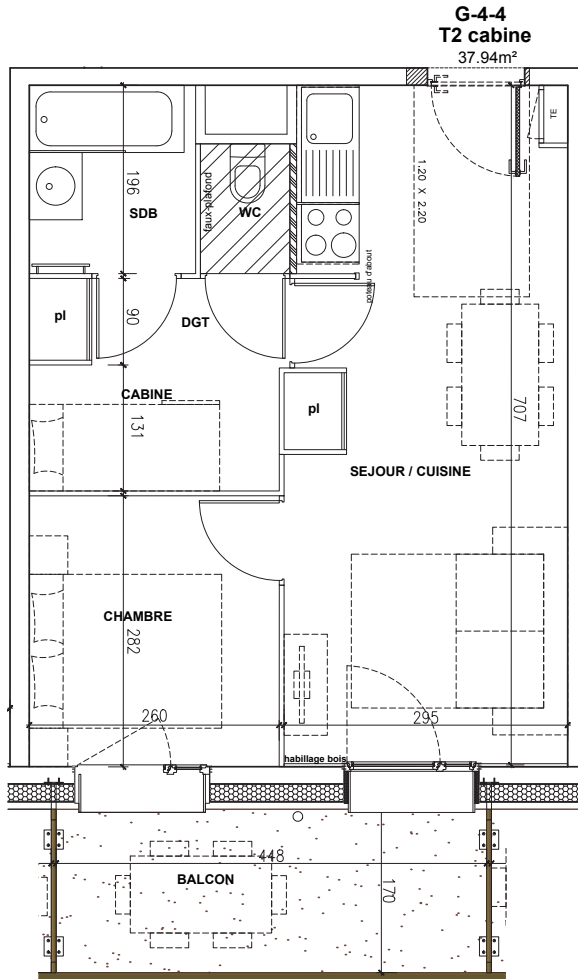 G-4-4
T2 cabine
37.94m²
TE
196
SDB
faux-plafond
WC
1.20 X 2.20
poteau d'about
pl
90
DGT
CABINE
131
pl
707
SEJOUR / CUISINE
CHAMBRE
282
260
295
habillage bois
448
BALCON
170